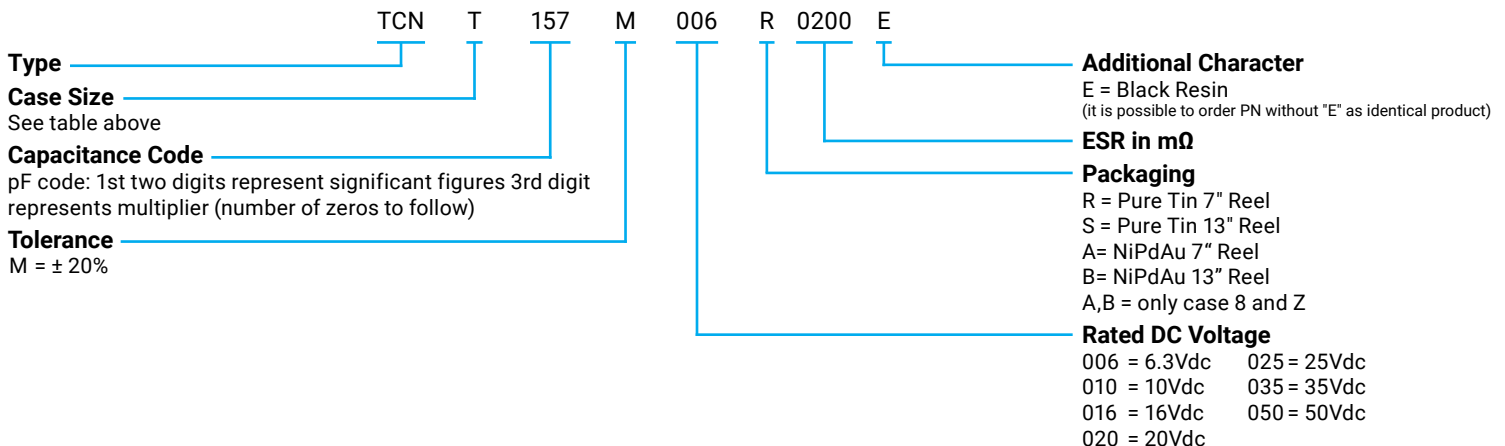 TCN T 157 M 006 R 0200 E
Type
Case Size
See table above
Capacitance Code
pF code: 1st two digits represent significant figures 3rd digit
represents multiplier (number of zeros to follow)
Tolerance
M = ± 20%
Additional Character
E = Black Resin
(it is possible to order PN without "E" as identical product)
ESR in mΩ
Packaging
R = Pure Tin 7" Reel
S = Pure Tin 13" Reel
A= NiPdAu 7“ Reel
B= NiPdAu 13” Reel
A,B = only case 8 and Z
Rated DC Voltage
006 = 6.3Vdc 025 = 25Vdc
010 = 10Vdc 035 = 35Vdc
016 = 16Vdc 050 = 50Vdc
020 = 20Vdc